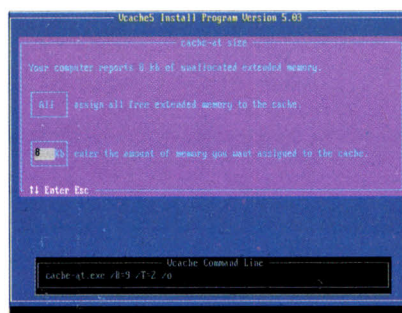 Vcache5 Install Program Version 5.03
cache-at size
Your computer reports 0 kb of unallocated extended memory.
All assign all free extended memory to the cache.
kb enter the amount of memory you want assigned to the cache.
↑↓ Enter Esc
Vcache Command Line
cache-at.exe /B=9 /T=2 /o